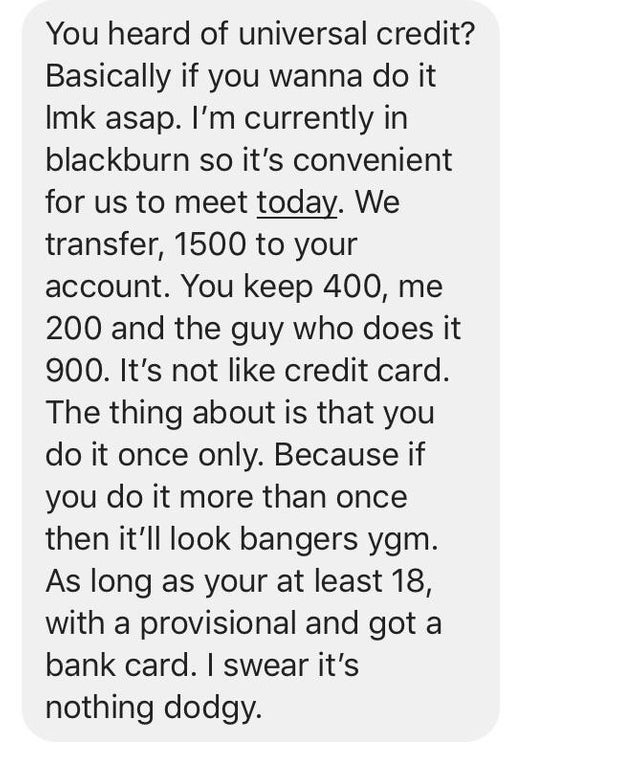 You heard of universal credit?
Basically if you wanna do it
lmk asap. I’m currently in
blackburn so it’s convenient
for us to meet today. We
transfer, 1500 to your
account. You keep 400, me
200 and the guy who does it
900. It’s not like credit card.
The thing about is that you
do it once only. Because if
you do it more than once
then it’ll look bangers ygm.
As long as your at least 18,
with a provisional and got a
bank card. I swear it’s
nothing dodgy.